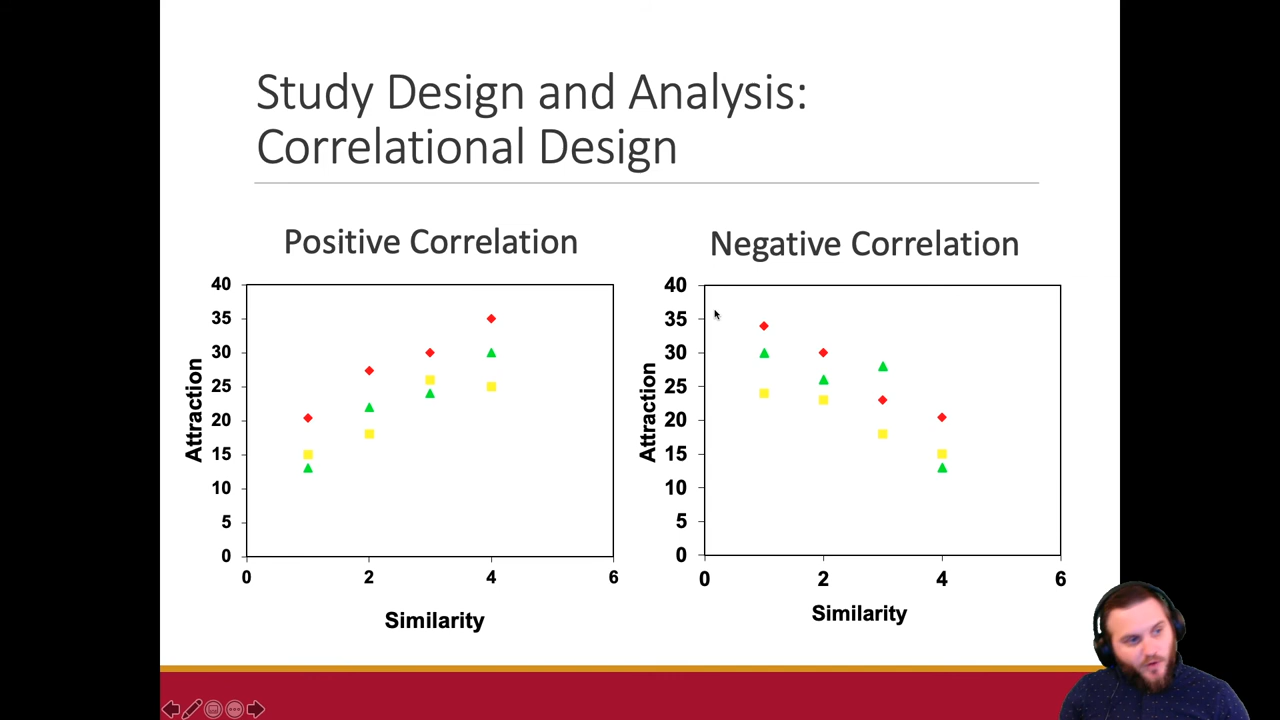 Study Design and Analysis:
Correlational Design
Positive Correlation
40
35
30
25
20
15
10
5
0
Attraction
0 2 4 6
Similarity
Negative Correlation
40
35
30
25
20
15
10
5
0
Attraction
0 2 4 6
Similarity